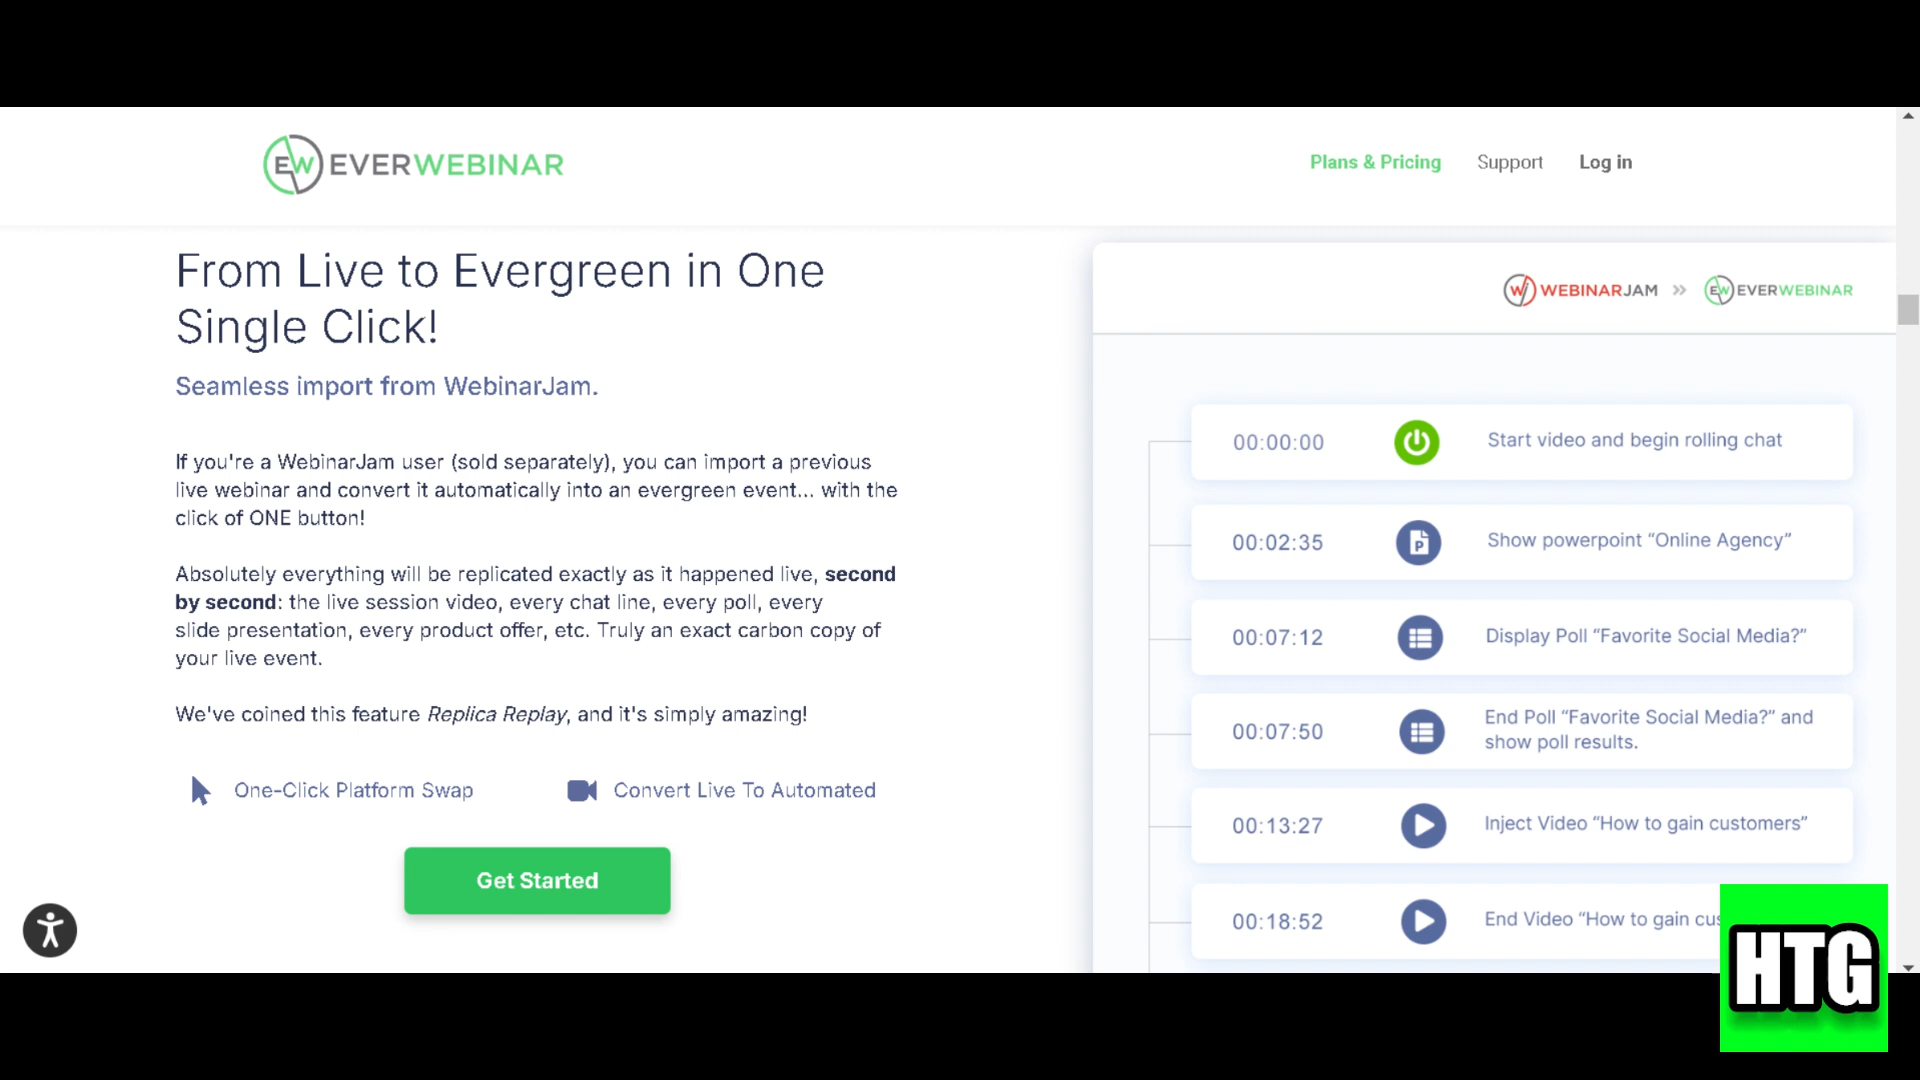 EW EVERWEBINAR
Plans & Pricing
Support
Log in
From Live to Evergreen in One
Single Click!
Seamless import from WebinarJam.
If you're a WebinarJam user (sold separately), you can import a previous
live webinar and convert it automatically into an evergreen event... with the
click of ONE button!
Absolutely everything will be replicated exactly as it happened live, second
by second: the live session video, every chat line, every poll, every
slide presentation, every product offer, etc. Truly an exact carbon copy of
your live event.
We've coined this feature Replica Replay, and it's simply amazing!
One-Click Platform Swap
Convert Live To Automated
Get Started
WJ WEBINARJAM » EW EVERWEBINAR
00:00:00 Start video and begin rolling chat
00:02:35 P Show powerpoint “Online Agency”
00:07:12 Display Poll “Favorite Social Media?”
00:07:50 End Poll “Favorite Social Media?” and
show poll results.
00:13:27 Inject Video “How to gain customers”
00:18:52 End Video “How to gain cus
HTG